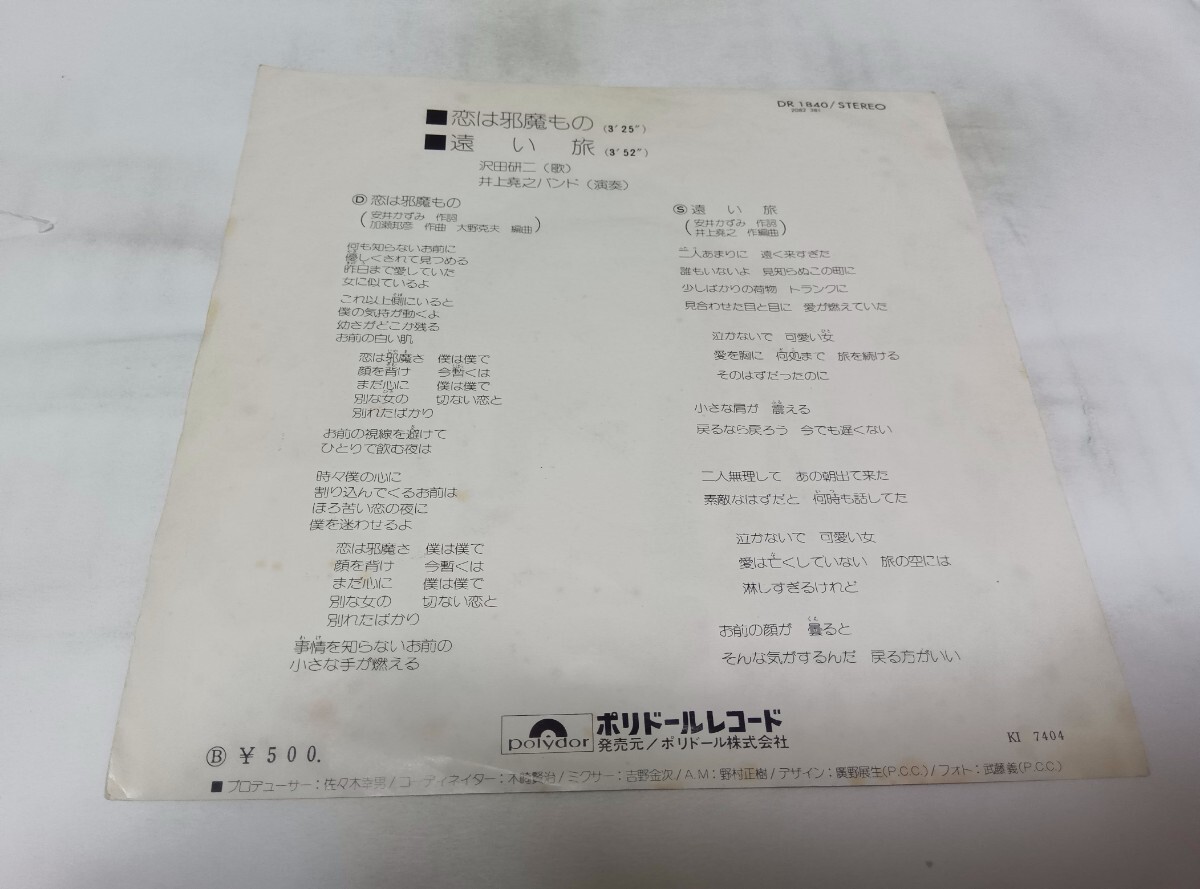 DR 1840/STEREO
2082 381
■恋は邪魔もの (3'25")
■遠い旅 (3'52")
沢田研二（歌）
井上堯之バンド（演奏）
Ⓓ 恋は邪魔もの
安井かずみ 作詞
加瀬邦彦 作曲 大野克夫 編曲
何も知らないお前に
優しくされて見つめる
昨日まで愛していた
女に似ているよ
これ以上側にいると
僕の気持が動くよ
幼さがどこか残る
お前の白い肌
恋は邪魔さ 僕は僕で
顔を背け 今暫くは
まだ心に 僕は僕で
別な女の 切ない恋と
別れたばかり
お前の視線を避けて
ひとりで飲む夜は
時々僕の心に
割り込んでくるお前は
ほろ苦い恋の夜に
僕を迷わせるよ
恋は邪魔さ 僕は僕で
顔を背け 今暫くは
まだ心に 僕は僕で
別な女の 切ない恋と
別れたばかり
事情を知らないお前の
小さな手が燃える
Ⓢ 遠い旅
安井かずみ 作詞
井上堯之 作編曲
二人あまりに 遠く来すぎた
誰もいないよ 見知らぬこの町に
少しばかりの荷物 トランクに
見合わせた目と目に 愛が燃えていた
泣かないで 可愛い女
愛を胸に 何処まで 旅を続ける
そのはずだったのに
小さな肩が 震える
戻るなら戻ろう 今でも遅くない
二人無理して あの朝出て来た
素敵なはずだと 何時も話してた
泣かないで 可愛い女
愛は亡くしていない 旅の空には
淋しすぎるけれど
お前の顔が 曇ると
そんな気がするんだ 戻る方がいい
polydor
ポリドールレコード
発売元／ポリドール株式会社
Ⓑ ￥500.
KI 7404
■プロデューサー：佐々木幸男/コーディネイター：木﨑賢治/ミクサー：吉野金次/A.M：野村正樹/デザイン：廣野展生(P.C.C.)/フォト：武藤義(P.C.C.)